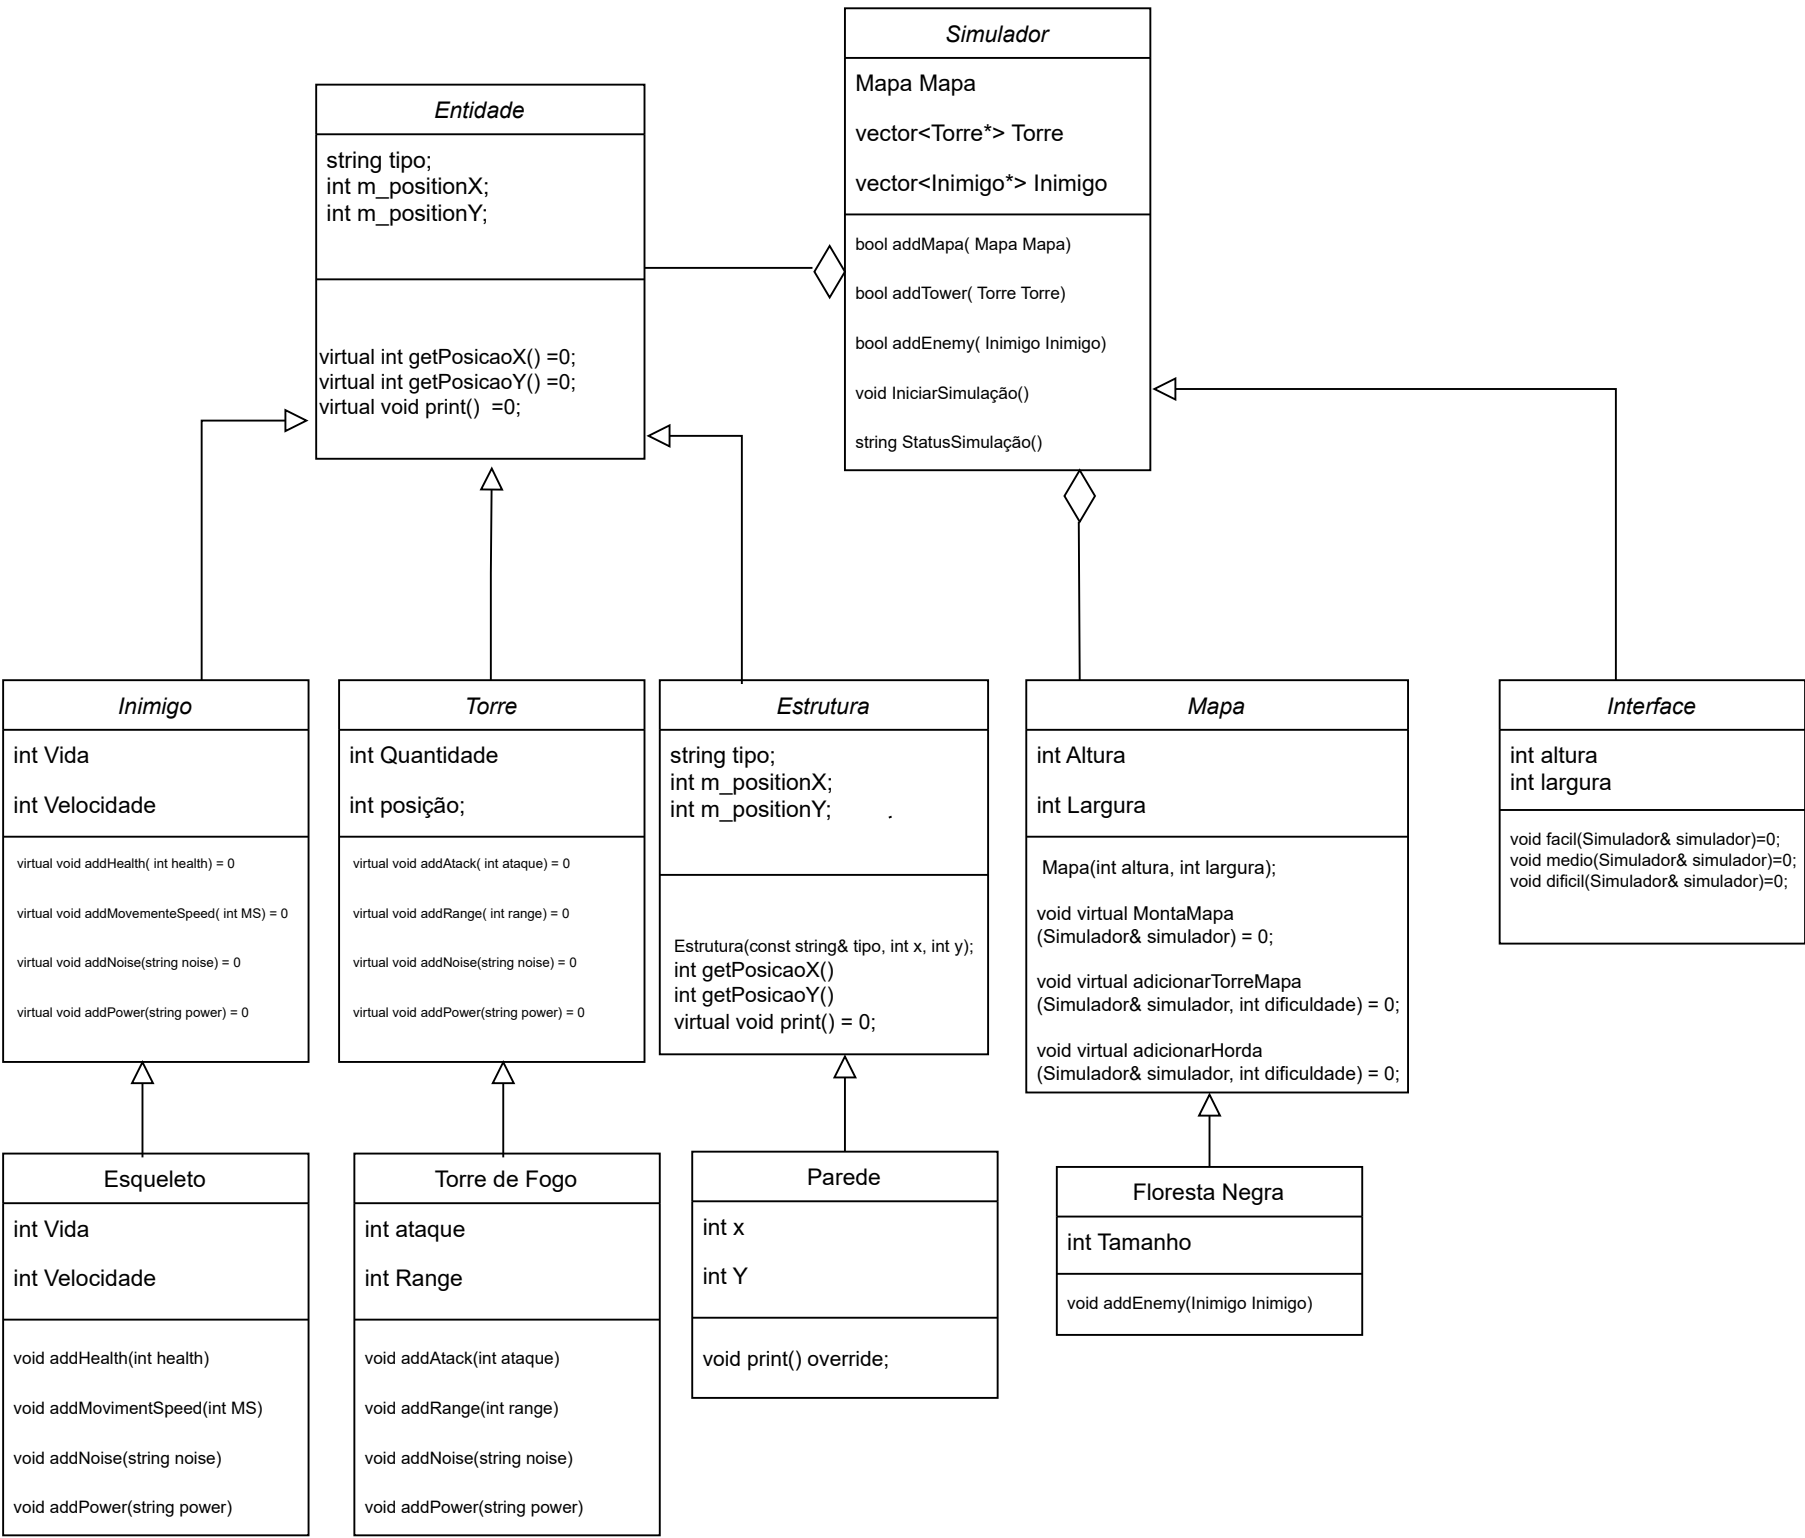 Simulador
Mapa Mapa
vector<Torre*> Torre
vector<Inimigo*> Inimigo
bool addMapa( Mapa Mapa)
bool addTower( Torre Torre)
bool addEnemy( Inimigo Inimigo)
void IniciarSimulação()
string StatusSimulação()
Entidade
string tipo;
int m_positionX;
int m_positionY;
virtual int getPosicaoX() =0;
virtual int getPosicaoY() =0;
virtual void print()  =0;
Inimigo
int Vida
int Velocidade
virtual void addHealth( int health) = 0
virtual void addMovementeSpeed( int MS) = 0
virtual void addNoise(string noise) = 0
virtual void addPower(string power) = 0
Torre
int Quantidade
int posição;
virtual void addAtack( int ataque) = 0
virtual void addRange( int range) = 0
virtual void addNoise(string noise) = 0
virtual void addPower(string power) = 0
Estrutura
string tipo;
int m_positionX;
int m_positionY;
.
Estrutura(const string& tipo, int x, int y);
int getPosicaoX()
int getPosicaoY()
virtual void print() = 0;
Mapa
int Altura
int Largura
Mapa(int altura, int largura);
void virtual MontaMapa
(Simulador& simulador) = 0;
void virtual adicionarTorreMapa
(Simulador& simulador, int dificuldade) = 0;
void virtual adicionarHorda
(Simulador& simulador, int dificuldade) = 0;
Interface
int altura
int largura
void facil(Simulador& simulador)=0;
void medio(Simulador& simulador)=0;
void dificil(Simulador& simulador)=0;
Esqueleto
int Vida
int Velocidade
void addHealth(int health)
void addMovimentSpeed(int MS)
void addNoise(string noise)
void addPower(string power)
Torre de Fogo
int ataque
int Range
void addAtack(int ataque)
void addRange(int range)
void addNoise(string noise)
void addPower(string power)
Parede
int x
int Y
void print() override;
Floresta Negra
int Tamanho
void addEnemy(Inimigo Inimigo)